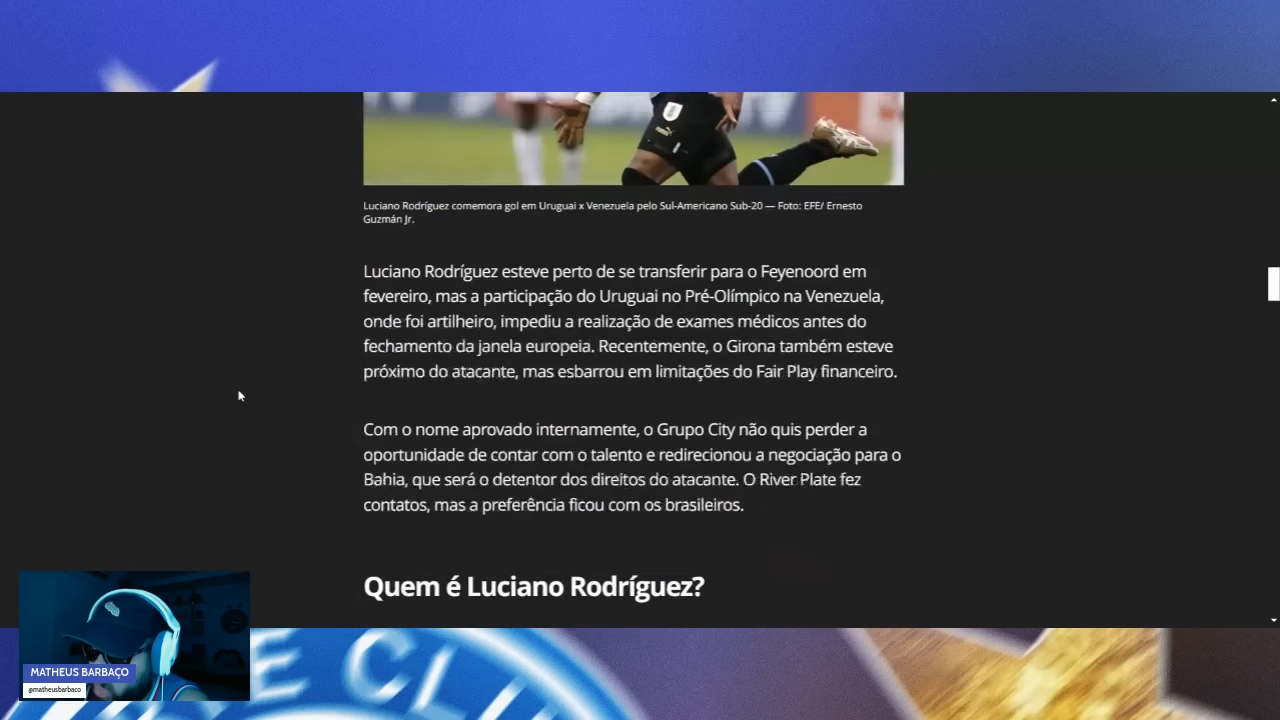 Luciano Rodríguez comemora gol em Uruguai x Venezuela pelo Sul-Americano Sub-20 — Foto: EFE/ Ernesto
Guzmán Jr.
Luciano Rodríguez esteve perto de se transferir para o Feyenoord em
fevereiro, mas a participação do Uruguai no Pré-Olímpico na Venezuela,
onde foi artilheiro, impediu a realização de exames médicos antes do
fechamento da janela europeia. Recentemente, o Girona também esteve
próximo do atacante, mas esbarrou em limitações do Fair Play financeiro.
Com o nome aprovado internamente, o Grupo City não quis perder a
oportunidade de contar com o talento e redirecionou a negociação para o
Bahia, que será o detentor dos direitos do atacante. O River Plate fez
contatos, mas a preferência ficou com os brasileiros.
Quem é Luciano Rodríguez?
MATHEUS BARBAÇO
@matheusbarbaco
E CL